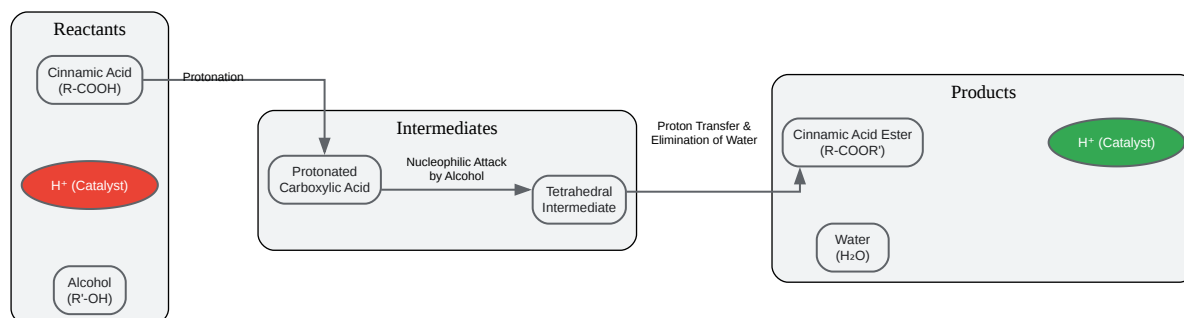 Reactants
Cinnamic Acid
(R-COOH)
H⁺ (Catalyst)
Alcohol
(R'-OH)
Protonation
Intermediates
Protonated
Carboxylic Acid
Nucleophilic Attack
by Alcohol
Tetrahedral
Intermediate
Proton Transfer &
Elimination of Water
Products
Cinnamic Acid Ester
(R-COOR')
H⁺ (Catalyst)
Water
(H₂O)